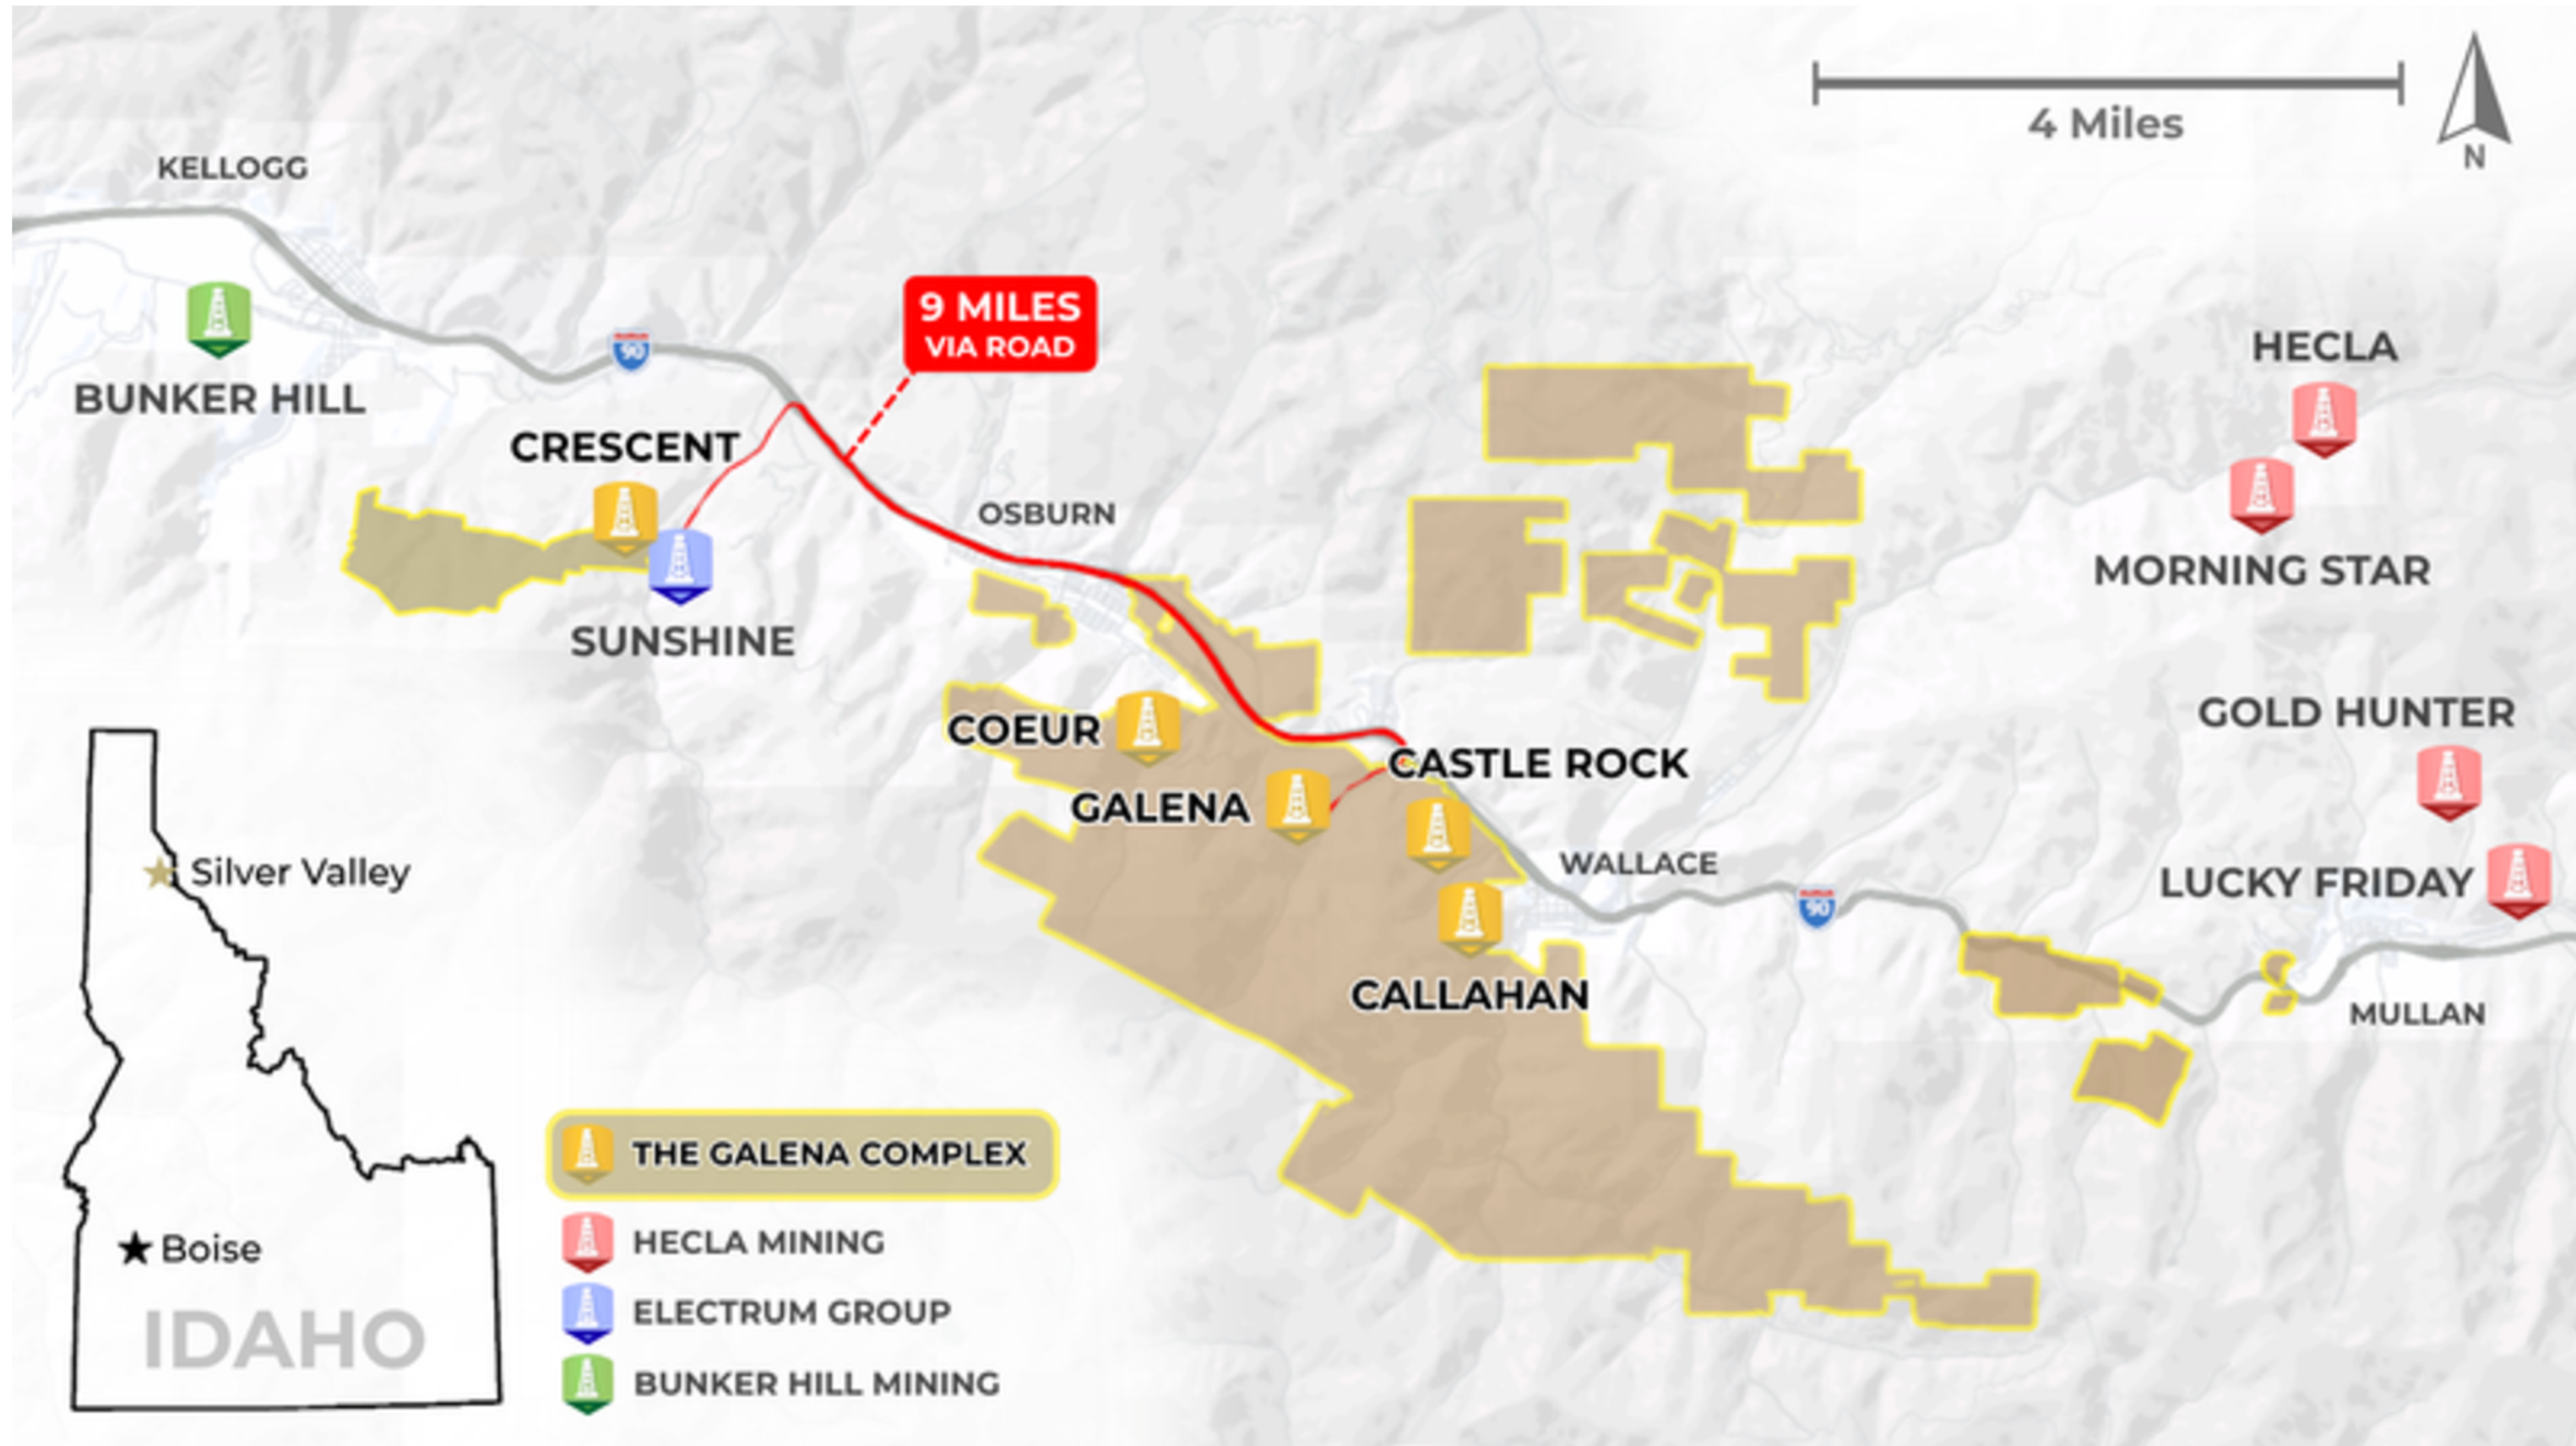 4 Miles
N
KELLOGG
9 MILES
VIA ROAD
90
HECLA
BUNKER HILL
CRESCENT
OSBURN
MORNING STAR
SUNSHINE
GOLD HUNTER
COEUR
CASTLE ROCK
GALENA
WALLACE
LUCKY FRIDAY
90
Silver Valley
CALLAHAN
MULLAN
THE GALENA COMPLEX
HECLA MINING
Boise
ELECTRUM GROUP
IDAHO
BUNKER HILL MINING